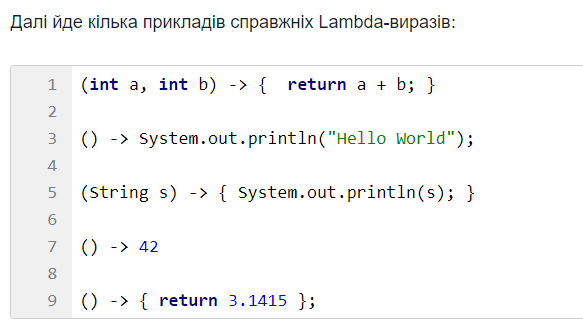 Далі йде кілька прикладів справжніх Lambda-виразів:
1 (int a, int b) -> {  return a + b; }
2
3 () -> System.out.println("Hello World");
4
5 (String s) -> { System.out.println(s); }
6
7 () -> 42
8
9 () -> { return 3.1415 };